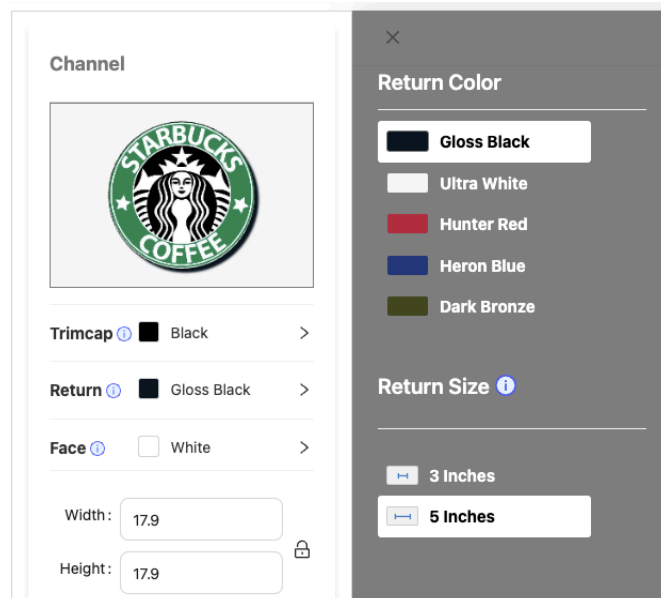 Channel
STARBUCKS
COFFEE
Trimcap
Black
Return
Gloss Black
Face
White
Width:
17.9
Height:
17.9
Return Color
Gloss Black
Ultra White
Hunter Red
Heron Blue
Dark Bronze
Return Size
3 Inches
5 Inches